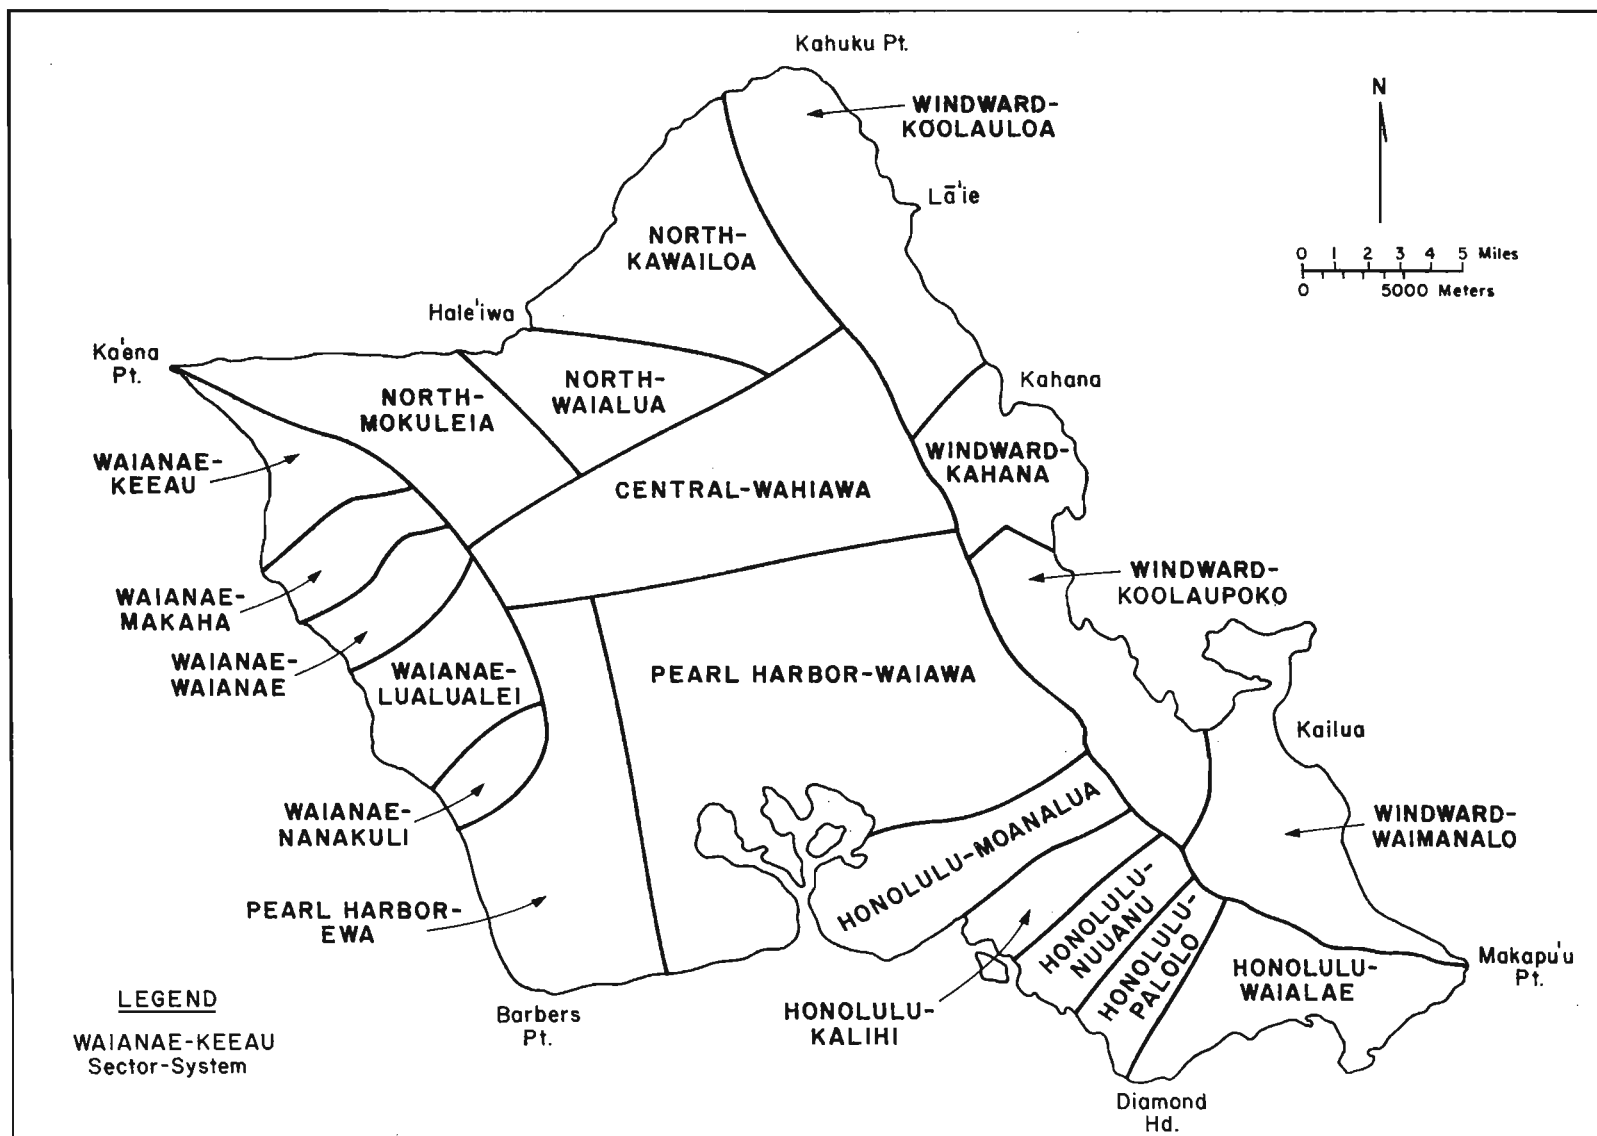 Kahuku Pt.
WINDWARD-
KOOLAULOA
N
Lā'ie
0 1 2 3 4 5 Miles
0 5000 Meters
NORTH-
KAWAILOA
Hale'iwa
Ka'ena
Pt.
NORTH-
WAIALUA
Kahana
NORTH-
MOKULEIA
WAIANAE-
KEEAU
WINDWARD-
KAHANA
CENTRAL-WAHIAWA
WINDWARD-
KOOLAUPOKO
WAIANAE-
MAKAHA
WAIANAE-
WAIANAE
WAIANAE-
LUALUALEI
PEARL HARBOR-WAIAWA
Kailua
WAIANAE-
NANAKULI
WINDWARD-
WAIMANALO
HONOLULU-MOANALUA
PEARL HARBOR-
EWA
HONOLULU-
NUUANU
HONOLULU-
PALOLO
HONOLULU-
WAIALAE
Makapu'u
Pt.
HONOLULU-
KALIHI
Barbers
Pt.
LEGEND
WAIANAE-KEEAU
Sector-System
Diamond
Hd.